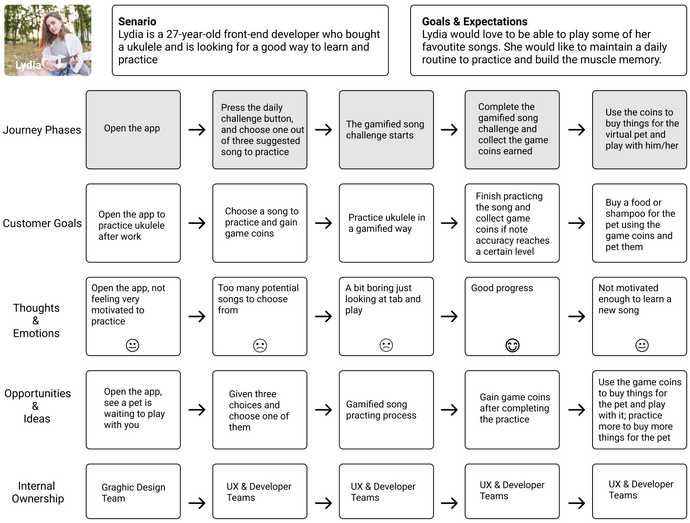 Lydia
Senario
Lydia is a 27-year-old front-end developer who bought
a ukulele and is looking for a good way to learn and
practice
Goals & Expectations
Lydia would love to be able to play some of her
favoutite songs. She would like to maintain a daily
routine to practice and build the muscle memory.
Journey Phases
Open the app
Press the daily
challenge button,
and choose one out
of three suggested
song to practice
The gamified song
challenge starts
Complete the
gamified song
challenge and
collect the game
coins earned
Use the coins to
buy things for the
virtual pet and
play with him/her
Customer Goals
Open the app to
practice ukulele
after work
Choose a song to
practice and gain
game coins
Practice ukulele in
a gamified way
Finish practicng
the song and
collect game
coins if note
accuracy reaches
a certain level
Buy a food or
shampoo for the
pet using the
game coins and
pet them
Thoughts
&
Emotions
Open the app, not
feeling very
motivated to
practice
Too many potential
songs to choose
from
A bit boring just
looking at tab and
play
Good progress
Not motivated
enough to learn a
new song
Opportunities
&
Ideas
Open the app,
see a pet is
waiting to play
with you
Given three
choices and
choose one of
them
Gamified song
practing process
Gain game coins
after completing
the practice
Use the game coins
to buy things for
the pet and play
with it; practice
more to buy more
things for the pet
Internal
Ownership
Graghic Design
Team
UX & Developer
Teams
UX & Developer
Teams
UX & Developer
Teams
UX & Developer
Teams